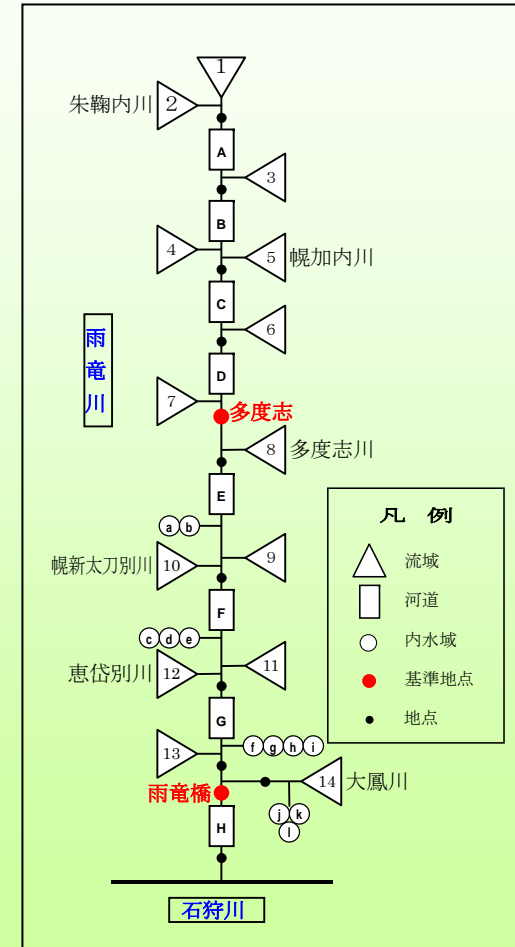 1
朱鞠内川
2
A
3
B
4
5
幌加内川
C
6
雨竜川
D
7
多度志
8
多度志川
E
a b
幌新太刀別川
10
9
F
c d e
恵岱別川
12
11
G
f g h i
13
14
大鳳川
雨竜橋
j k
l
H
石狩川
凡 例
流域
河道
内水域
基準地点
地点